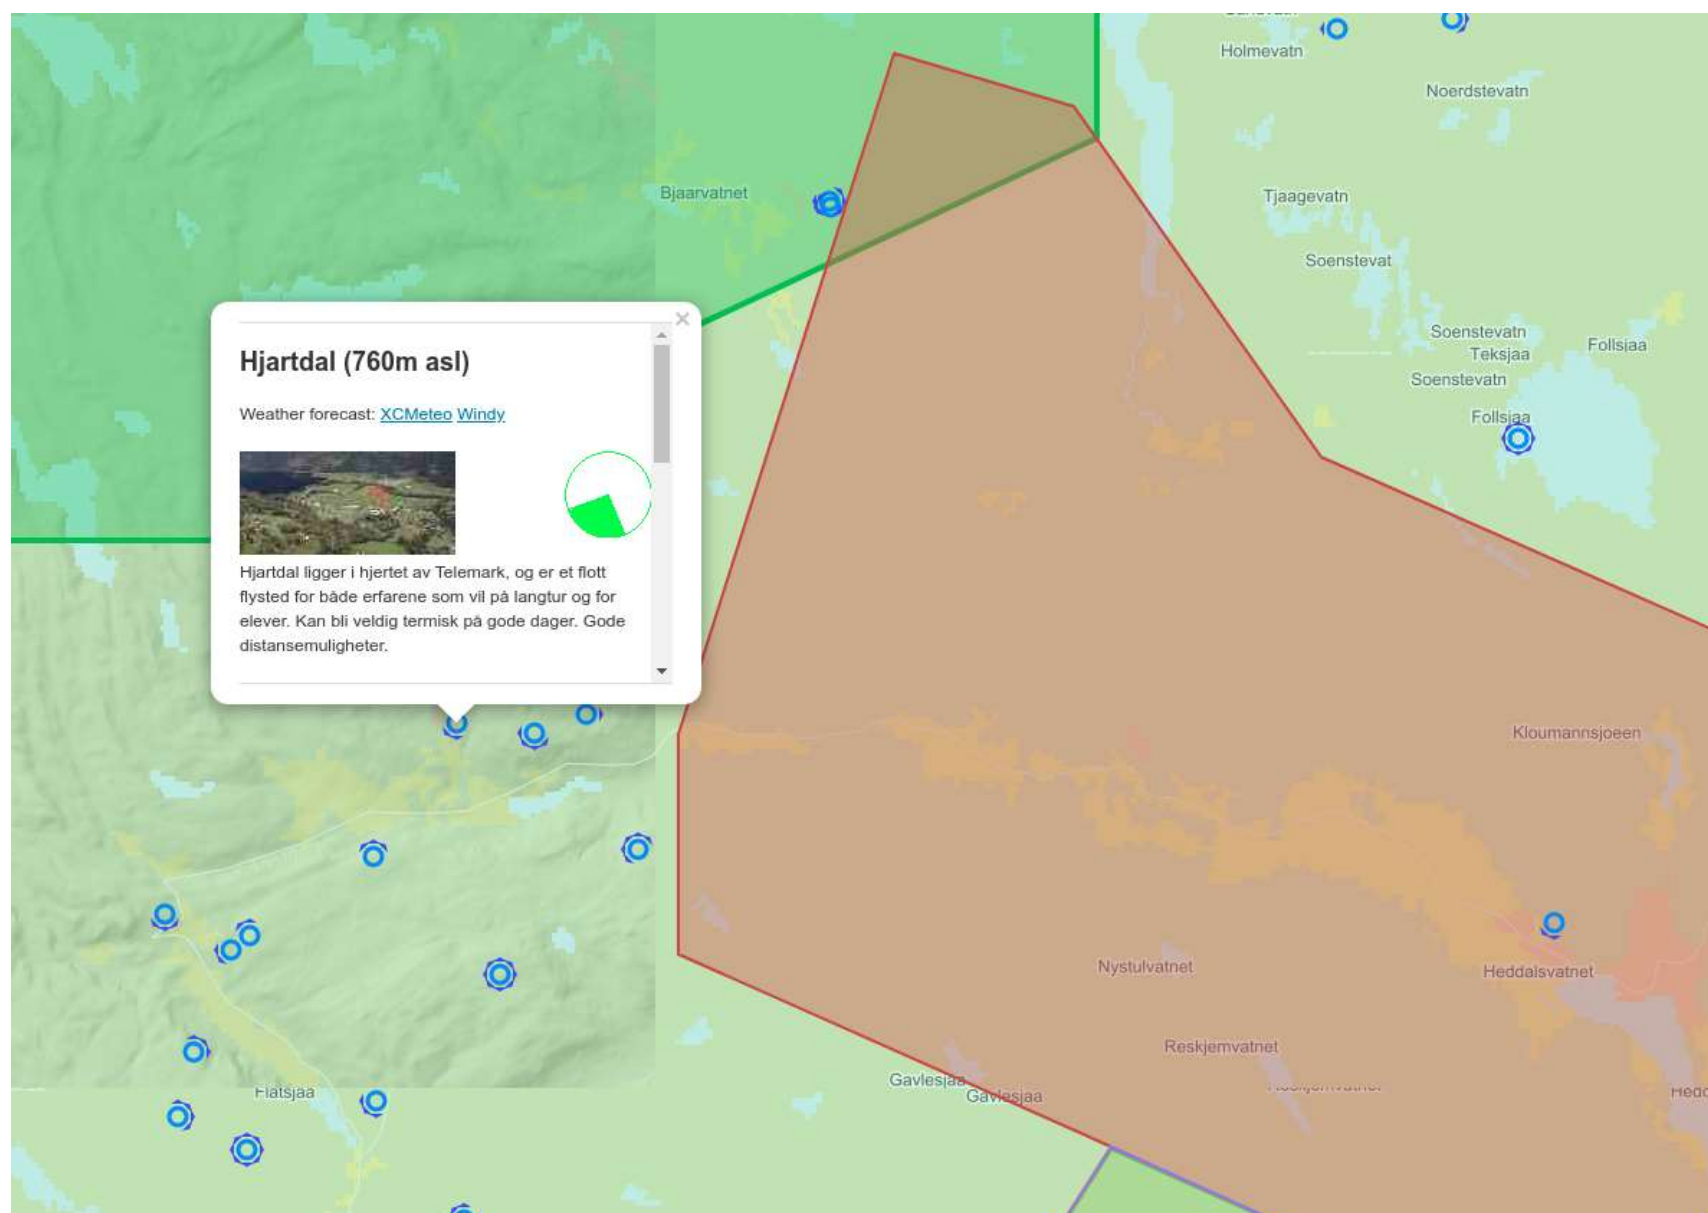 Holmevatn
Noerdstevatn
Bjaarvatnet
Tjaagevatn
Soenstevat
Soenstevatn
Teksjaa
Follsjaa
Soenstevatn
Follsjaa
×
Hjartdal (760m asl)
Weather forecast: XCMeteo Windy
Hjartdal ligger i hjertet av Telemark, og er et flott
flysted for både erfarene som vil på langtur og for
elever. Kan bli veldig termisk på gode dager. Gode
distansemuligheter.
Kloumannsjoeen
Nystulvatnet
Heddalsvatnet
Reskjemvatnet
Gavlesjaa
Gavlesjaa
Flatsjaa
Hedd